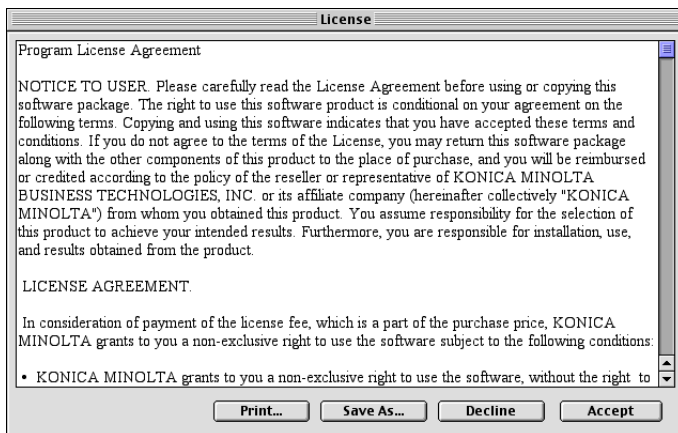 License
Program License Agreement
NOTICE TO USER. Please carefully read the License Agreement before using or copying this
software package. The right to use this software product is conditional on your agreement on the
following terms. Copying and using this software indicates that you have accepted these terms and
conditions. If you do not agree to the terms of the License, you may return this software package
along with the other components of this product to the place of purchase, and you will be reimbursed
or credited according to the policy of the reseller or representative of KONICA MINOLTA
BUSINESS TECHNOLOGIES, INC. or its affiliate company (hereinafter collectively "KONICA
MINOLTA") from whom you obtained this product. You assume responsibility for the selection of
this product to achieve your intended results. Furthermore, you are responsible for installation, use,
and results obtained from the product.
LICENSE AGREEMENT.
In consideration of payment of the license fee, which is a part of the purchase price, KONICA
MINOLTA grants to you a non-exclusive right to use the software subject to the following conditions:
• KONICA MINOLTA grants to you a non-exclusive right to use the software, without the right to
Print... Save As... Decline Accept